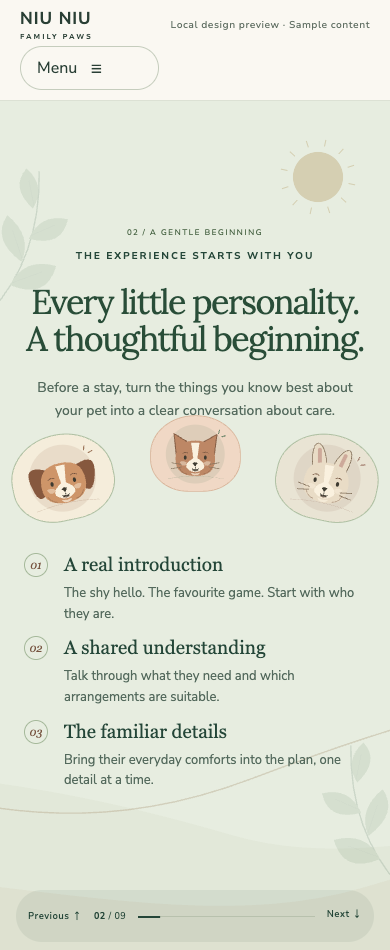 NIU NIU
FAMILY PAWS
Local design preview · Sample content
Menu ≡
02 / A GENTLE BEGINNING
THE EXPERIENCE STARTS WITH YOU
Every little personality.
A thoughtful beginning.
Before a stay, turn the things you know best about
your pet into a clear conversation about care.
01 A real introduction
The shy hello. The favourite game. Start with who
they are.
02 A shared understanding
Talk through what they need and which
arrangements are suitable.
03 The familiar details
Bring their everyday comforts into the plan, one
detail at a time.
Previous ↑ 02 / 09 Next ↓